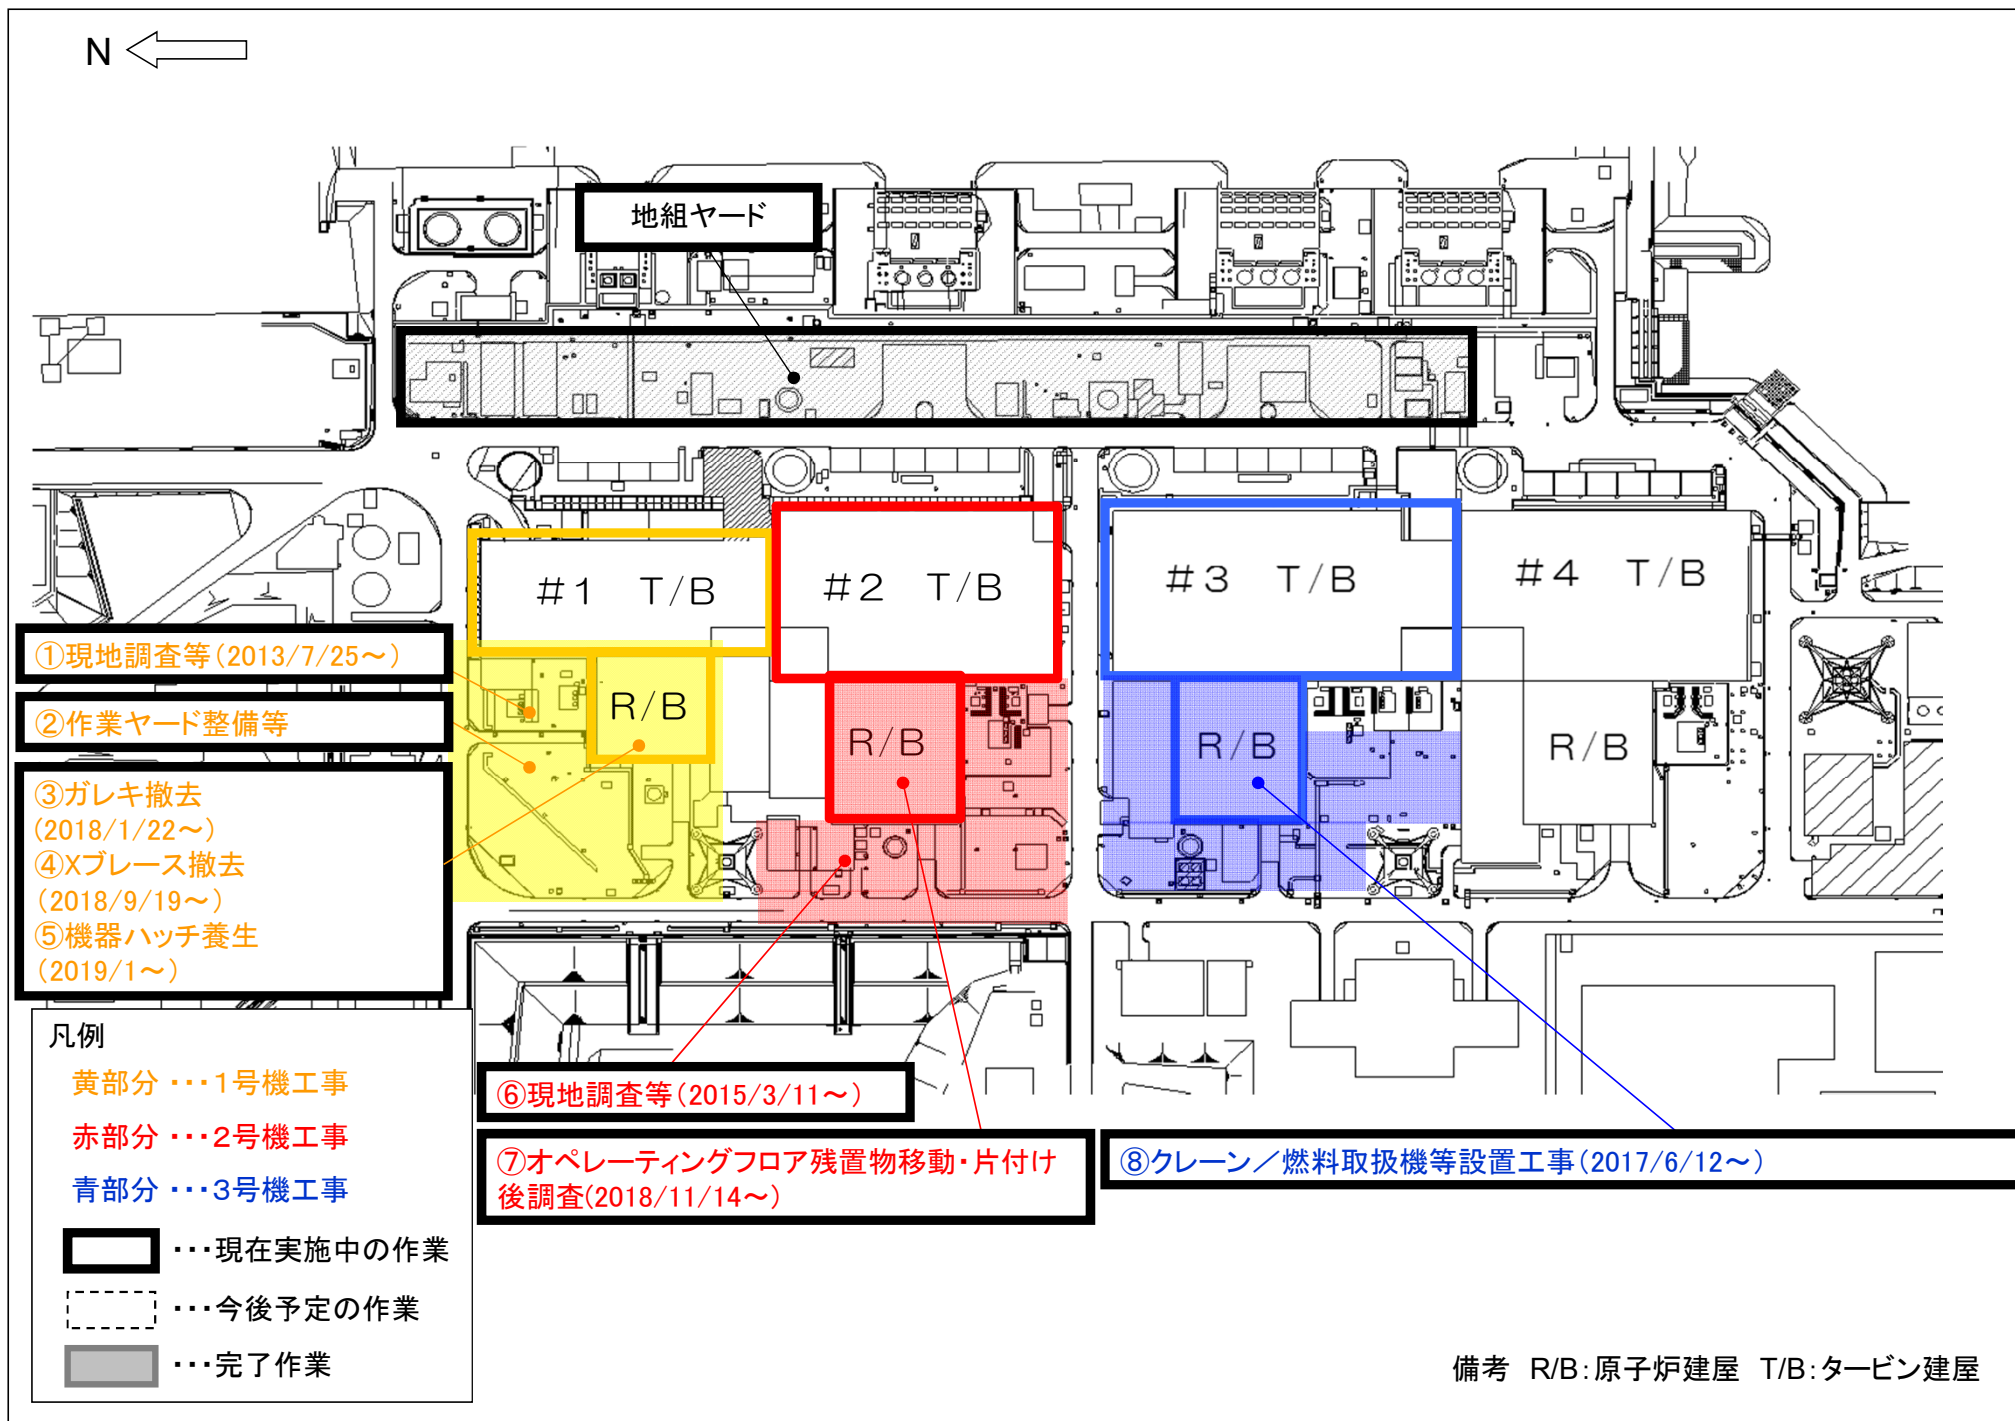 N
地組ヤード
#1 T/B
#2 T/B
#3 T/B
#4 T/B
R/B
R/B
R/B
R/B
①現地調査等(2013/7/25～)
②作業ヤード整備等
③ガレキ撤去
(2018/1/22～)
④Xブレース撤去
(2018/9/19～)
⑤機器ハッチ養生
(2019/1～)
⑥現地調査等(2015/3/11～)
⑦オペレーティングフロア残置物移動・片付け
後調査(2018/11/14～)
⑧クレーン／燃料取扱機等設置工事(2017/6/12～)
凡例
黄部分 ・・・1号機工事
赤部分 ・・・2号機工事
青部分 ・・・3号機工事
・・・現在実施中の作業
・・・今後予定の作業
・・・完了作業
備考 R/B：原子炉建屋 T/B：タービン建屋